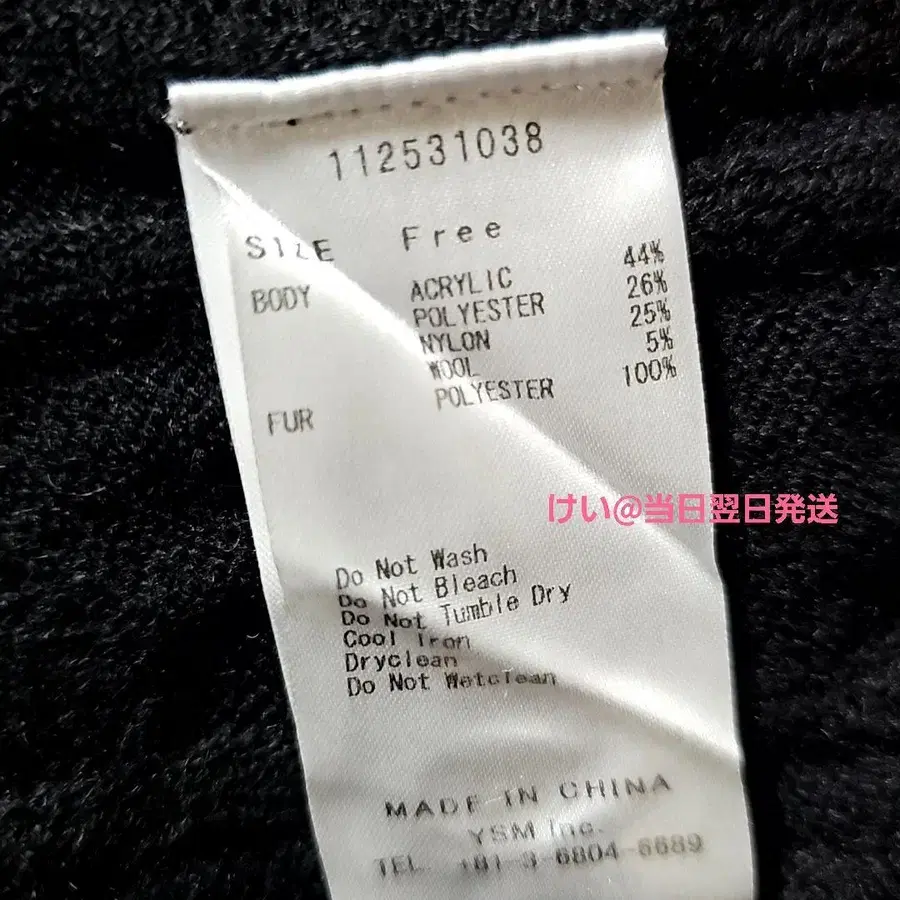 112531038
SIZE Free
BODY ACRYLIC 44%
POLYESTER 26%
NYLON 25%
WOOL 5%
FUR POLYESTER 100%
けい@当日翌日発送
Do Not Wash
Do Not Bleach
Do Not Tumble Dry
Cool Iron
Dryclean
Do Not Wetclean
MADE IN CHINA
YSM Inc.
TEL +81-3-6804-6689